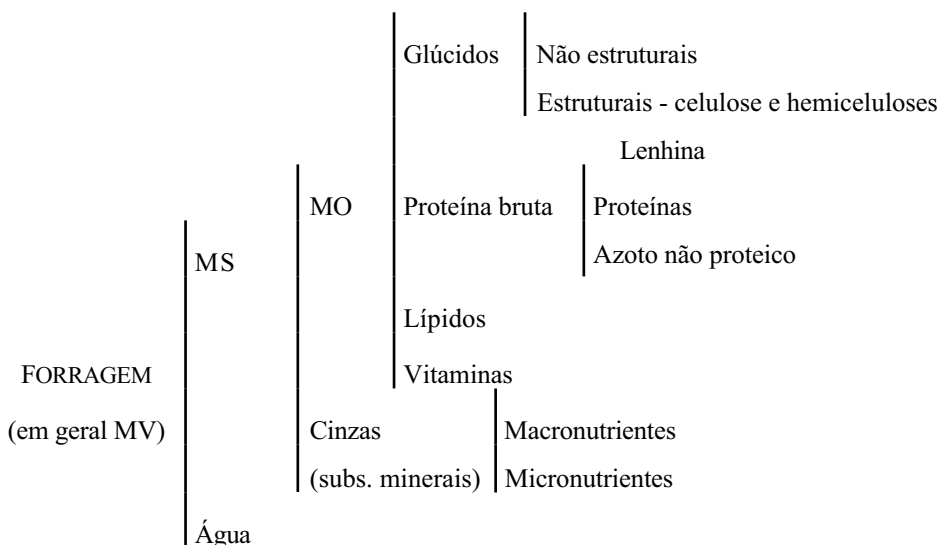 Glúcidos Não estruturais
Estruturais - celulose e hemiceluloses
Lenhina
MO Proteína bruta Proteínas
MS Azoto não proteico
Lípidos
FORRAGEM Vitaminas
(em geral MV) Cinzas Macronutrientes
(subs. minerais) Micronutrientes
Água